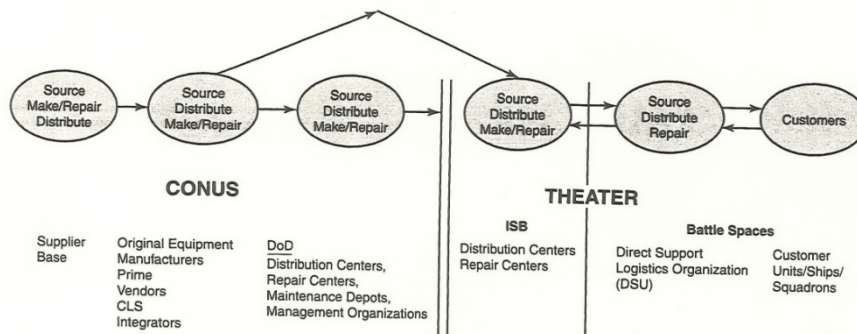 Source
Make/Repair
Distribute
Source
Distribute
Make/Repair
Source
Distribute
Make/Repair
Source
Distribute
Make/Repair
Source
Distribute
Repair
Customers
CONUS
THEATER
Supplier
Base
Original Equipment
Manufacturers
Prime
Vendors
CLS
Integrators
DoD
Distribution Centers,
Repair Centers,
Maintenance Depots,
Management Organizations
ISB
Distribution Centers
Repair Centers
Battle Spaces
Direct Support
Logistics Organization
(DSU)
Customer
Units/Ships/
Squadrons